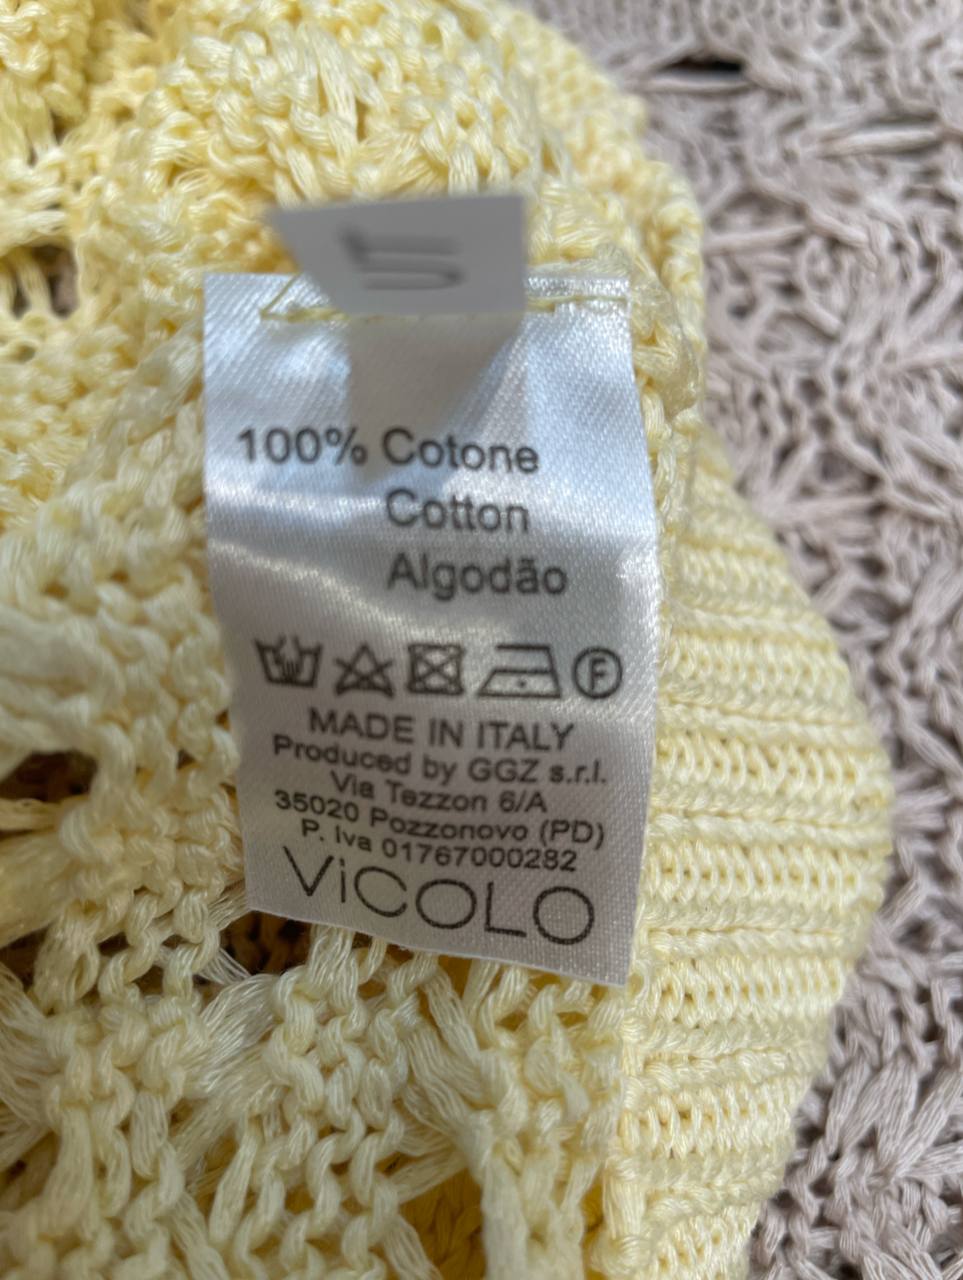 100% Cotone
Cotton
Algodão
F
MADE IN ITALY
Produced by GGZ s.r.l.
Via Tezzon 6/A
35020 Pozzonovo (PD)
P. Iva 01767000282
ViCOLO